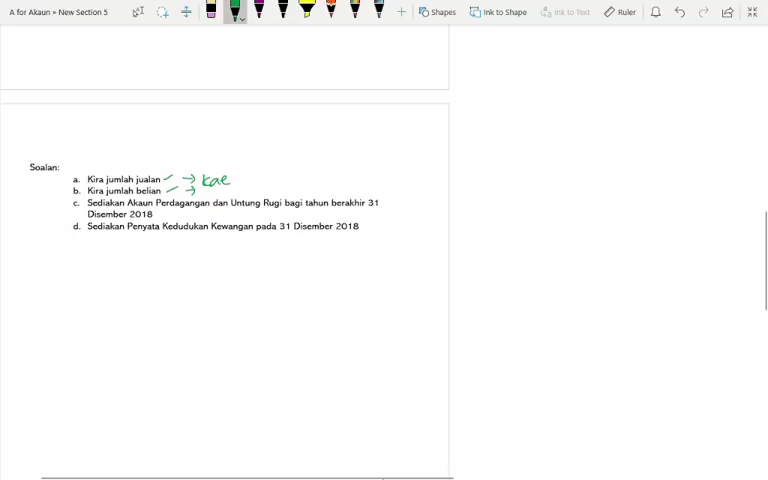 A for Akaun » New Section 5
Shapes
Ink to Shape
Ink to Text
Ruler
Soalan:
a. Kira jumlah jualan ✓ → kae
b. Kira jumlah belian ✓ →
c. Sediakan Akaun Perdagangan dan Untung Rugi bagi tahun berakhir 31
Disember 2018
d. Sediakan Penyata Kedudukan Kewangan pada 31 Disember 2018